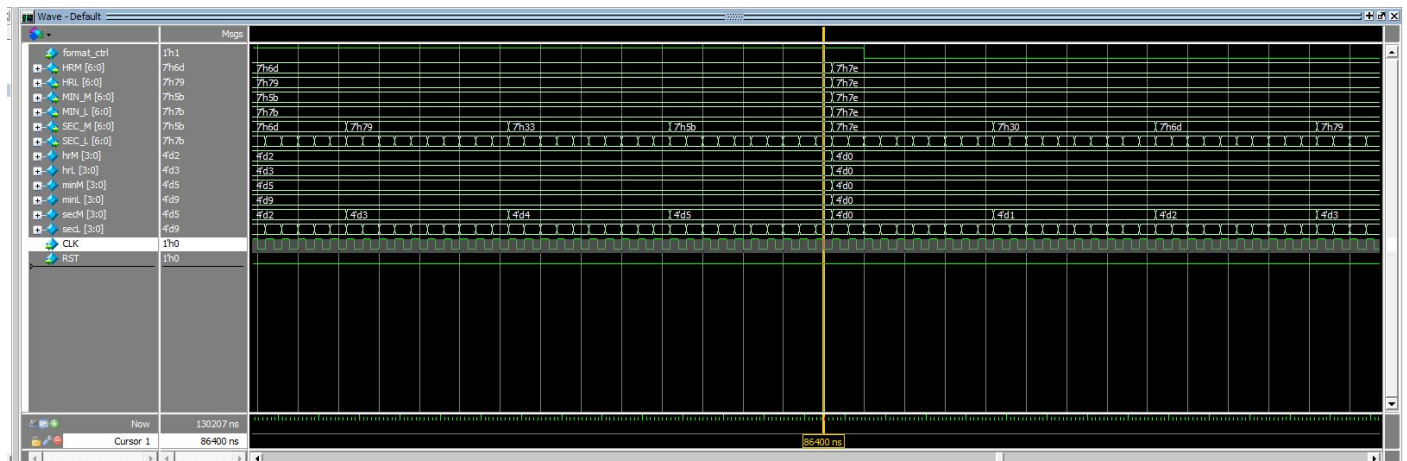 Wave - Default
Msgs
format_ctrl 1'h1
HRM [6:0] 7'h6d 7'h6d 7'h7e
HRL [6:0] 7'h79 7'h79 7'h7e
MIN_M [6:0] 7'h5b 7'h5b 7'h7e
MIN_L [6:0] 7'h7b 7'h7b 7'h7e
SEC_M [6:0] 7'h5b 7'h6d 7'h79 7'h33 7'h5b 7'h7e 7'h30 7'h6d 7'h79
SEC_L [6:0] 7'h7b
hrM [3:0] 4'd2 4'd2 4'd0
hrL [3:0] 4'd3 4'd3 4'd0
minM [3:0] 4'd5 4'd5 4'd0
minL [3:0] 4'd9 4'd9 4'd0
secM [3:0] 4'd5 4'd2 4'd3 4'd4 4'd5 4'd0 4'd1 4'd2 4'd3
secL [3:0] 4'd9
CLK 1'h0
RST 1'h0
Now 130207 ns
Cursor 1 86400 ns 86400 ns